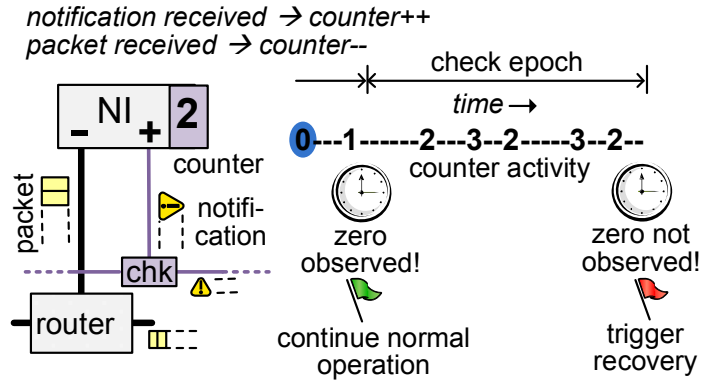 notification received → counter++
packet received → counter--
check epoch
time →
NI
2
- +
0---1------2---3--2-----3--2--
counter
counter activity
packet
notifi-
cation
chk
router
zero
observed!
continue normal
operation
zero not
observed!
trigger
recovery